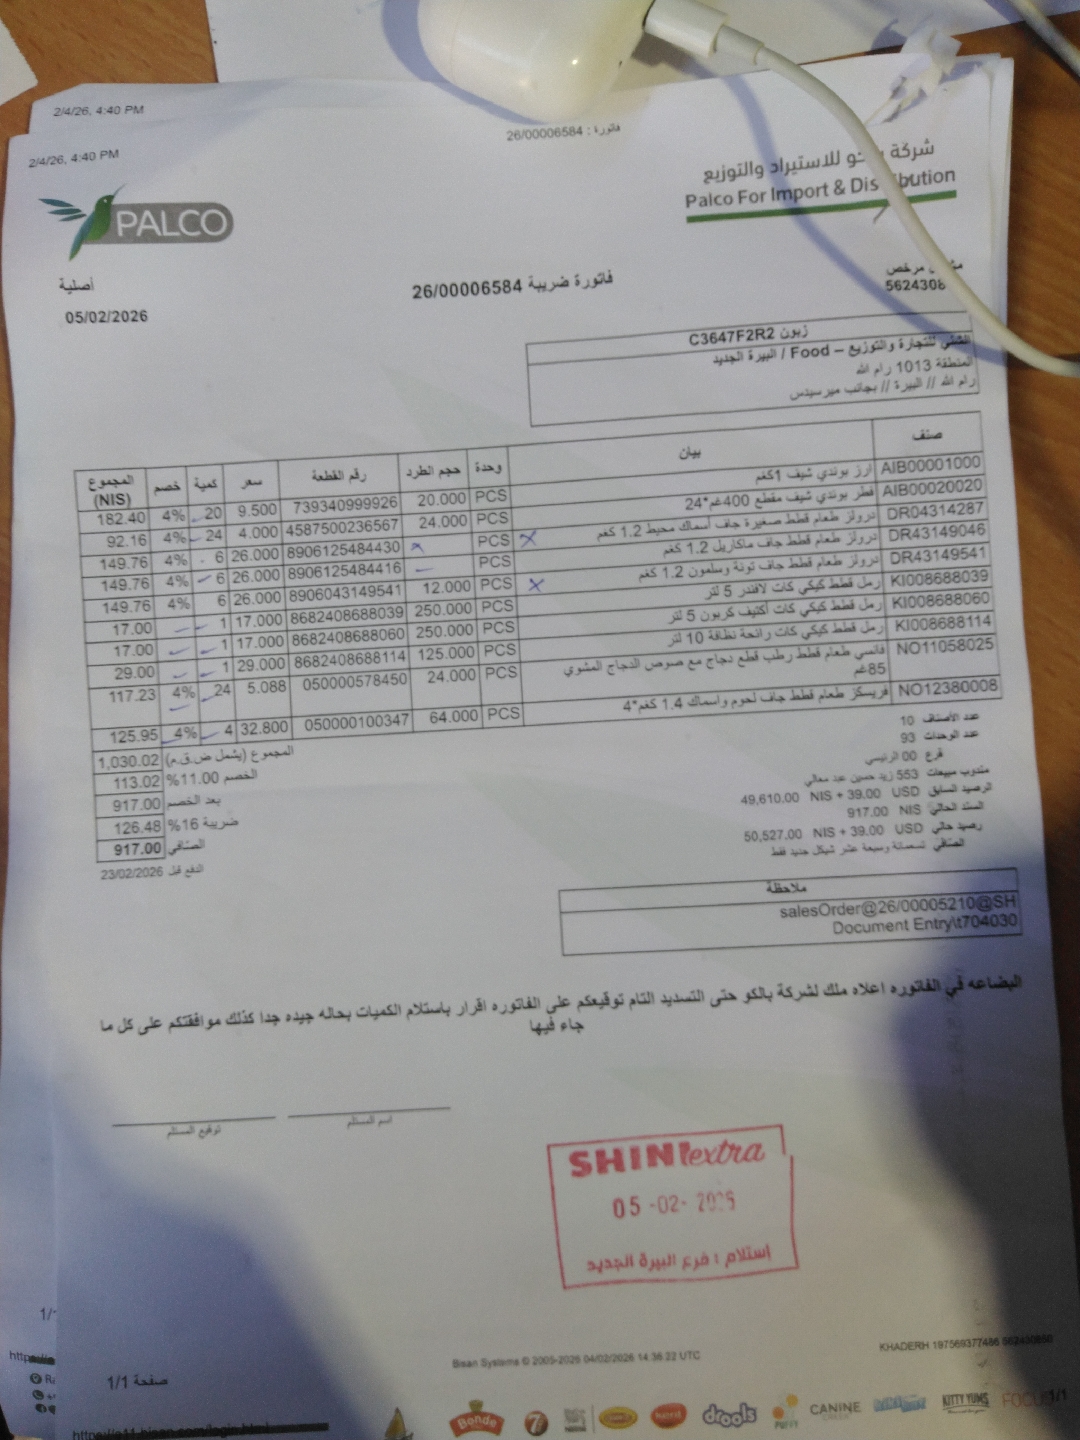 2/4/26, 4:40 PM
فاتورة : 26/00006584
2/4/26, 4:40 PM
PALCO
شركة للاستيراد والتوزيع
Palco For Import & Distribution
أصلية
05/02/2026
فاتورة ضريبة 26/00006584
مرخص
5624308
زبون C3647F2R2
للتجارة والتوزيع – Food / البيرة الجديد
المنطقة 1013 رام الله
رام الله // البيرة // بجانب ميرسيدس
صنف بيان وحدة حجم الطرد رقم القطعة سعر كمية خصم المجموع (NIS)
AIB00001000 ارز بوندي شيف 1كغم PCS 20.000 739340999926 9.500 20 4% 182.40
AIB00020020 فطر بوندي شيف مقطع 400غم*24 PCS 24.000 4587500236567 4.000 24 4% 92.16
DR04314287 درولز طعام قطط صغيرة جاف أسماك محيط 1.2 كغم PCS 8906125484430 26.000 6 4% 149.76
DR43149046 درولز طعام قطط جاف ماكاريل 1.2 كغم PCS 8906125484416 26.000 6 4% 149.76
DR43149541 درولز طعام قطط جاف تونة وسلمون 1.2 كغم PCS 12.000 8906043149541 26.000 6 4% 149.76
KI008688039 رمل قطط كيكي كات لافندر 5 لتر PCS 250.000 8682408688039 17.000 1 17.00
KI008688060 رمل قطط كيكي كات أكتيف كربون 5 لتر PCS 250.000 8682408688060 17.000 1 17.00
KI008688114 رمل قطط كيكي كات رائحة نظافة 10 لتر PCS 125.000 8682408688114 29.000 1 29.00
NO11058025 فانسي طعام قطط رطب قطع دجاج مع صوص الدجاج المشوي 85غم PCS 24.000 050000578450 5.088 24 4% 117.23
NO12380008 فريسكز طعام قطط جاف لحوم واسماك 1.4 كغم*4 PCS 64.000 050000100347 32.800 4 4% 125.95
المجموع (يشمل ض.ق.م) 1,030.02
الخصم 11.00% 113.02
بعد الخصم 917.00
ضريبة 16% 126.48
الصافي 917.00
الدفع قبل 23/02/2026
عدد الأصناف 10
عدد الوحدات 93
فرع 00 الرئيسي
مندوب مبيعات 553 زيد حسين عبد معالي
الرصيد السابق 49,610.00 NIS + 39.00 USD
السند الحالي 917.00 NIS
رصيد حالي 50,527.00 NIS + 39.00 USD
الصافي تسعمائة وسبعة عشر شيكل جديد فقط
ملاحظة
salesOrder@26/00005210@SH
Document Entry\t704030
البضاعه في الفاتوره اعلاه ملك لشركة بالكو حتى التسديد التام توقيعكم على الفاتوره اقرار باستلام الكميات بحاله جيده جدا كذلك موافقتكم على كل ما
جاء فيها
اسم المستلم
توقيع المستلم
SHINI extra
05 -02- 2026
استلام : فرع البيرة الجديد
KHADERH 197569377486
Bisan Systems © 2005-2026 04/02/2026 14:36:22 UTC
صفحة 1/1
Bonde
7
drools
PUFFY
CANINE
KITTY YUMS
1/1